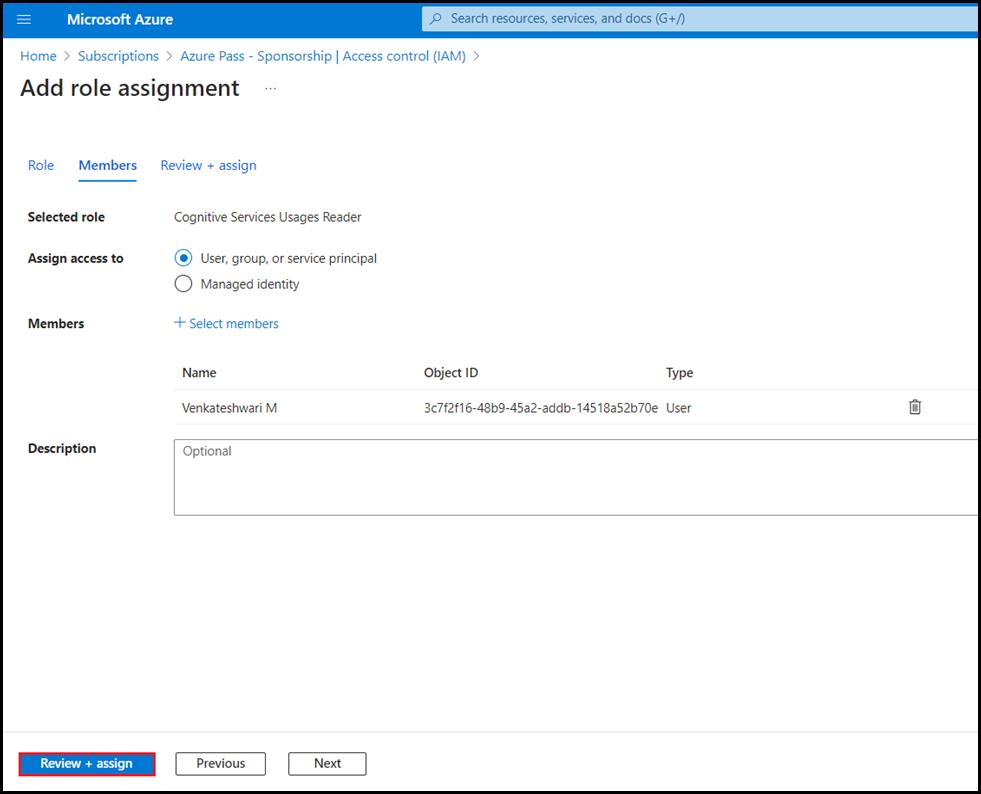 Microsoft Azure
Search resources, services, and docs (G+/)
Home > Subscriptions > Azure Pass - Sponsorship | Access control (IAM) >
Add role assignment ...
Role Members Review + assign
Selected role Cognitive Services Usages Reader
Assign access to User, group, or service principal
Managed identity
Members + Select members
Name Object ID Type
Venkateshwari M 3c7f2f16-48b9-45a2-addb-14518a52b70e User
Description Optional
Review + assign Previous Next